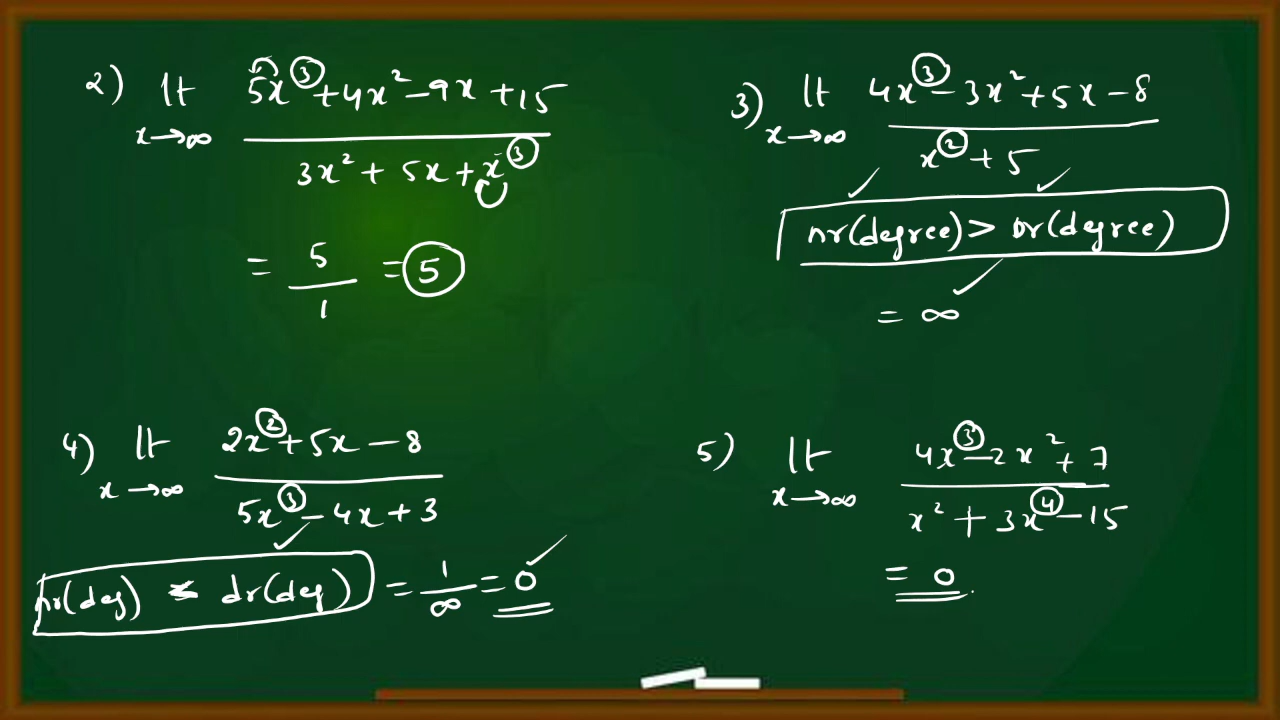 2) lt x→∞ (5x³+4x²-9x+15)/(3x²+5x+x³)
= 5/1 = 5
3) lt x→∞ (4x³-3x²+5x-8)/(x²+5)
nr(degree)>Dr(degree)
= ∞
4) lt x→∞ (2x²+5x-8)/(5x³-4x+3)
nr(deg) < dr(deg) = 1/∞ = 0
5) lt x→∞ (4x³-2x²+7)/(x²+3x⁴-15)
= 0